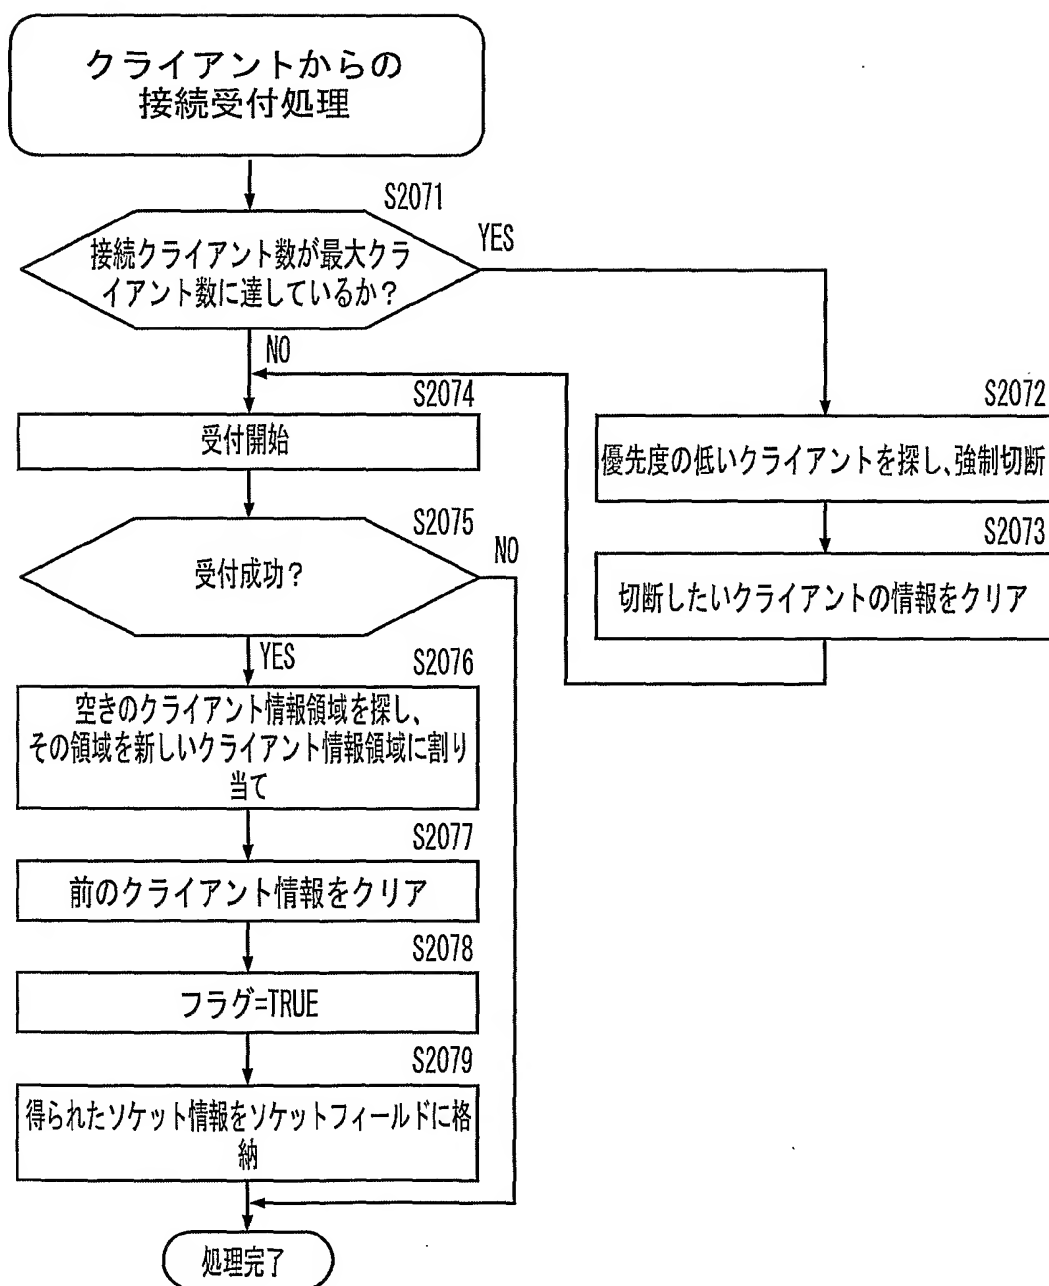 クライアントからの
接続受付処理
S2071
接続クライアント数が最大クラ
イアント数に達しているか？
YES
NO
S2072
優先度の低いクライアントを探し、強制切断
S2073
切断したいクライアントの情報をクリア
S2074
受付開始
S2075
受付成功？
NO
YES
S2076
空きのクライアント情報領域を探し、
その領域を新しいクライアント情報領域に割り
当て
S2077
前のクライアント情報をクリア
S2078
フラグ=TRUE
S2079
得られたソケット情報をソケットフィールドに格
納
処理完了